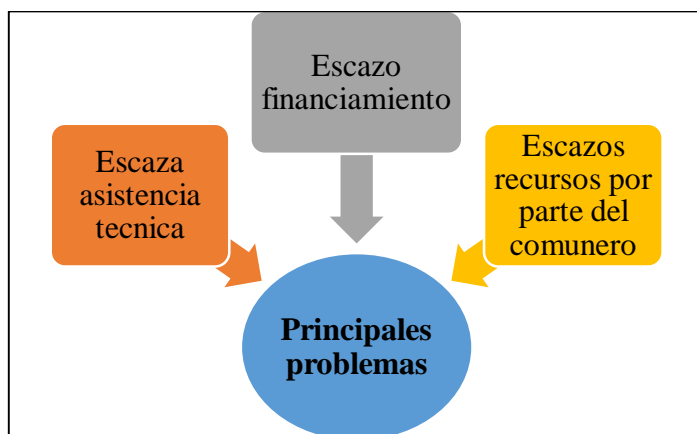 Escazo
financiamiento
Escaza
asistencia
tecnica
Escazos
recursos por
parte del
comunero
Principales
problemas